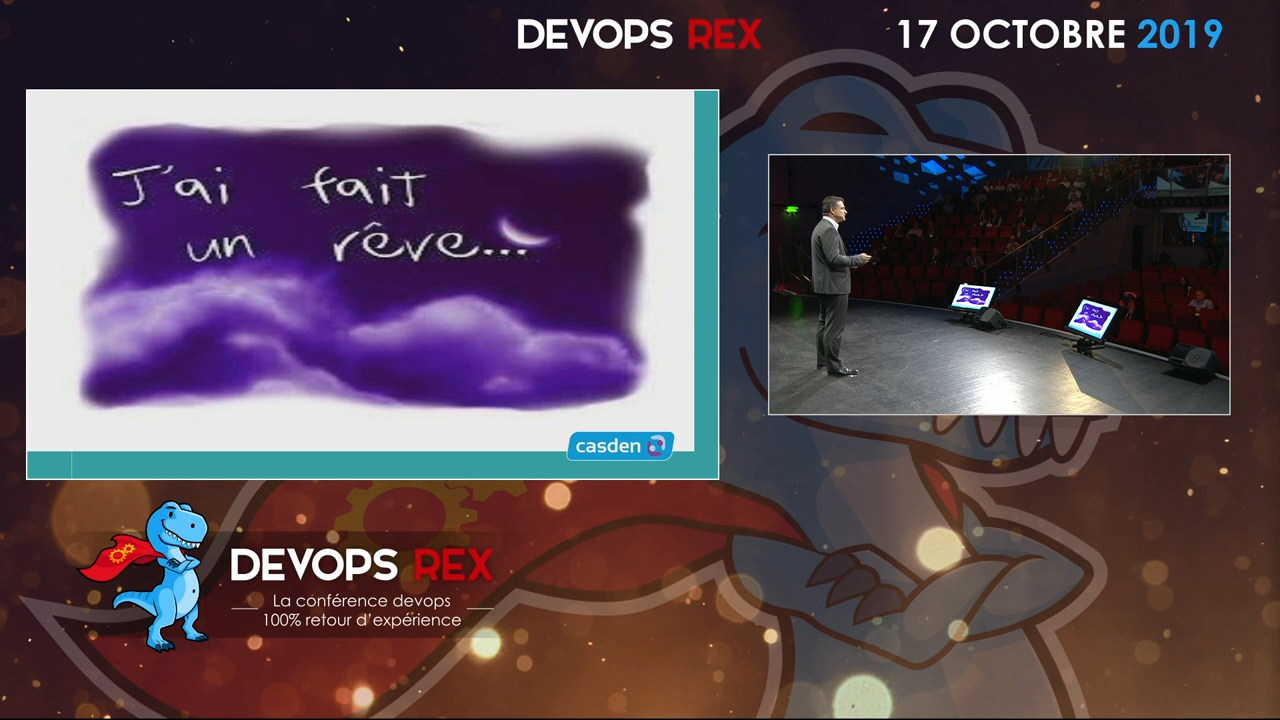 DEVOPS REX
17 OCTOBRE 2019
J'ai fait
un rêve...
casden
DEVOPS REX
La conférence devops
100% retour d'expérience